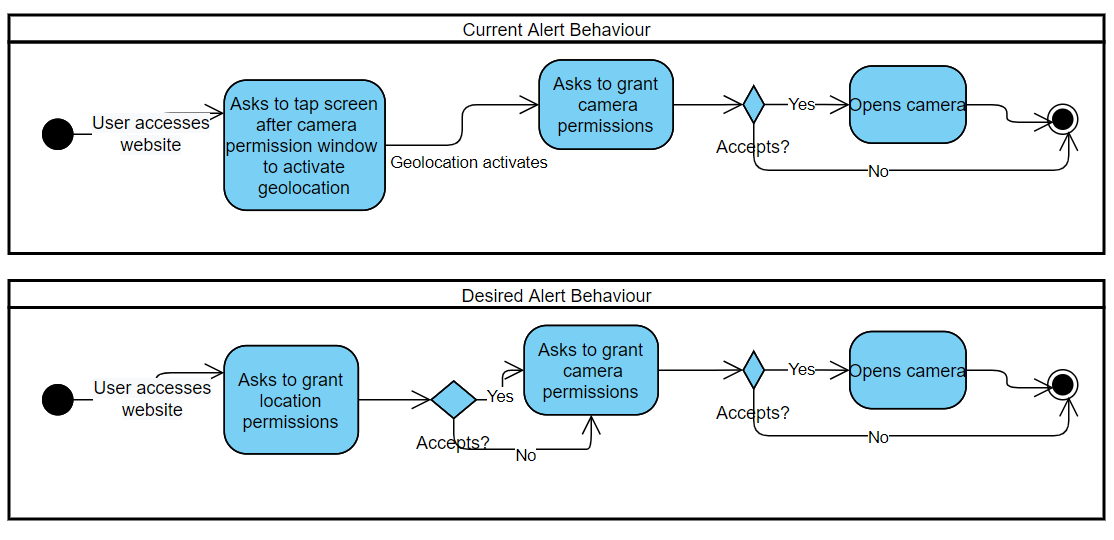 Current Alert Behaviour
User accesses
website
Asks to tap screen
after camera
permission window
to activate
geolocation
Geolocation activates
Asks to grant
camera
permissions
Accepts?
Yes
No
Opens camera
Desired Alert Behaviour
User accesses
website
Asks to grant
location
permissions
Accepts?
Yes
No
Asks to grant
camera
permissions
Accepts?
Yes
No
Opens camera